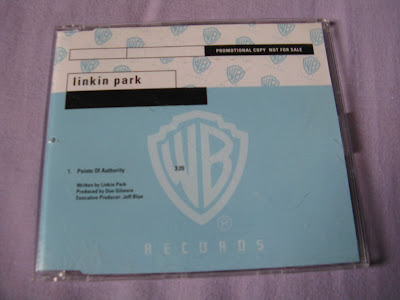 PROMOTIONAL COPY NOT FOR SALE
linkin park
1. Points Of Authority 3:20
Written by Linkin Park
Produced by Don Gilmore
Executive Producer: Jeff Blue
WB
®
RECORDS